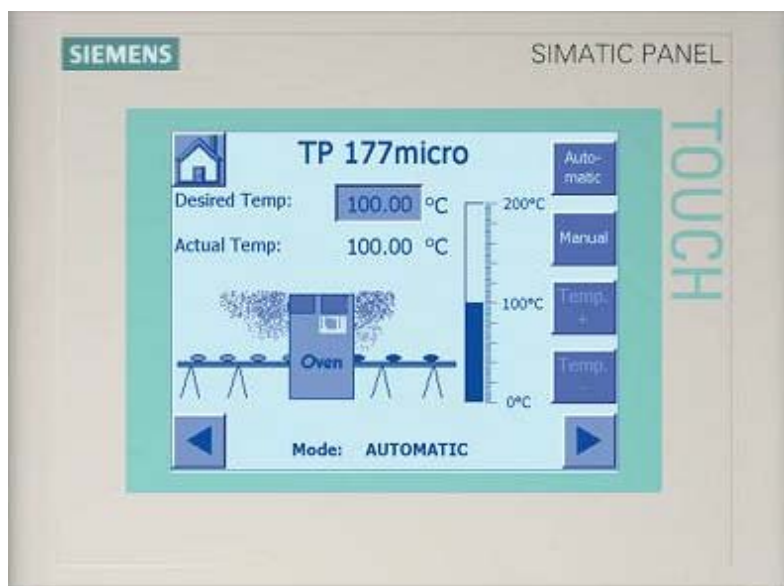 SIEMENS
SIMATIC PANEL
TOUCH
TP 177micro
Auto-
matic
Desired Temp: 100.00 °C
200°C
Actual Temp: 100.00 °C
Manual
100°C
Temp.
+
Oven
Temp.
-
0°C
Mode: AUTOMATIC